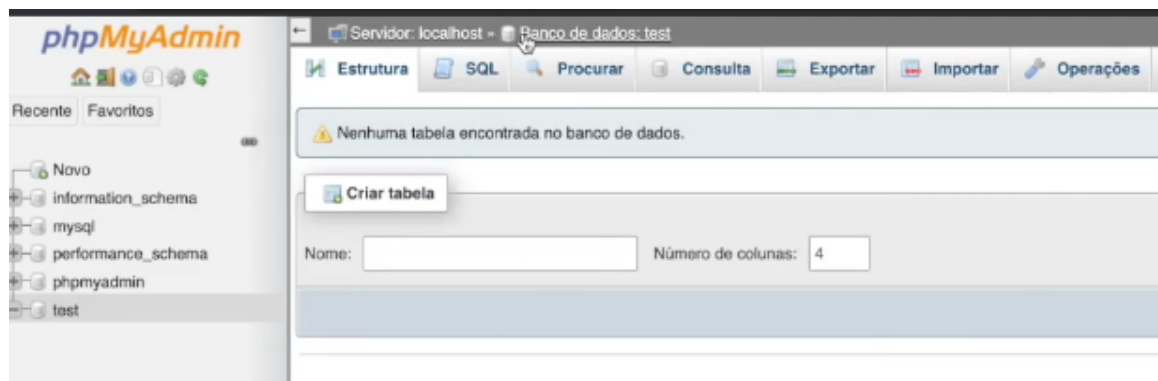 phpMyAdmin
Recente Favoritos
Novo
information_schema
mysql
performance_schema
phpmyadmin
test
Servidor: localhost » Banco de dados: test
Estrutura SQL Procurar Consulta Exportar Importar Operações
Nenhuma tabela encontrada no banco de dados.
Criar tabela
Nome: Número de colunas: 4